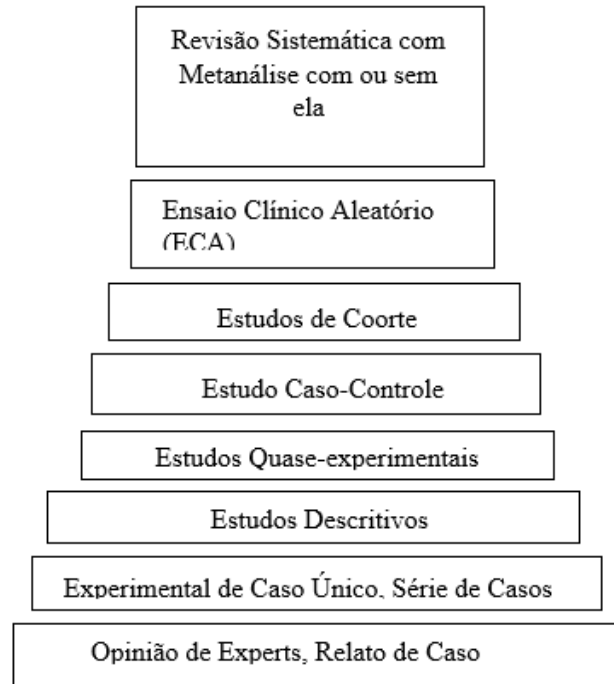 Revisão Sistemática com
Metanálise com ou sem
ela
Ensaio Clínico Aleatório
(ECA)
Estudos de Coorte
Estudo Caso-Controle
Estudos Quase-experimentais
Estudos Descritivos
Experimental de Caso Único, Série de Casos
Opinião de Experts, Relato de Caso